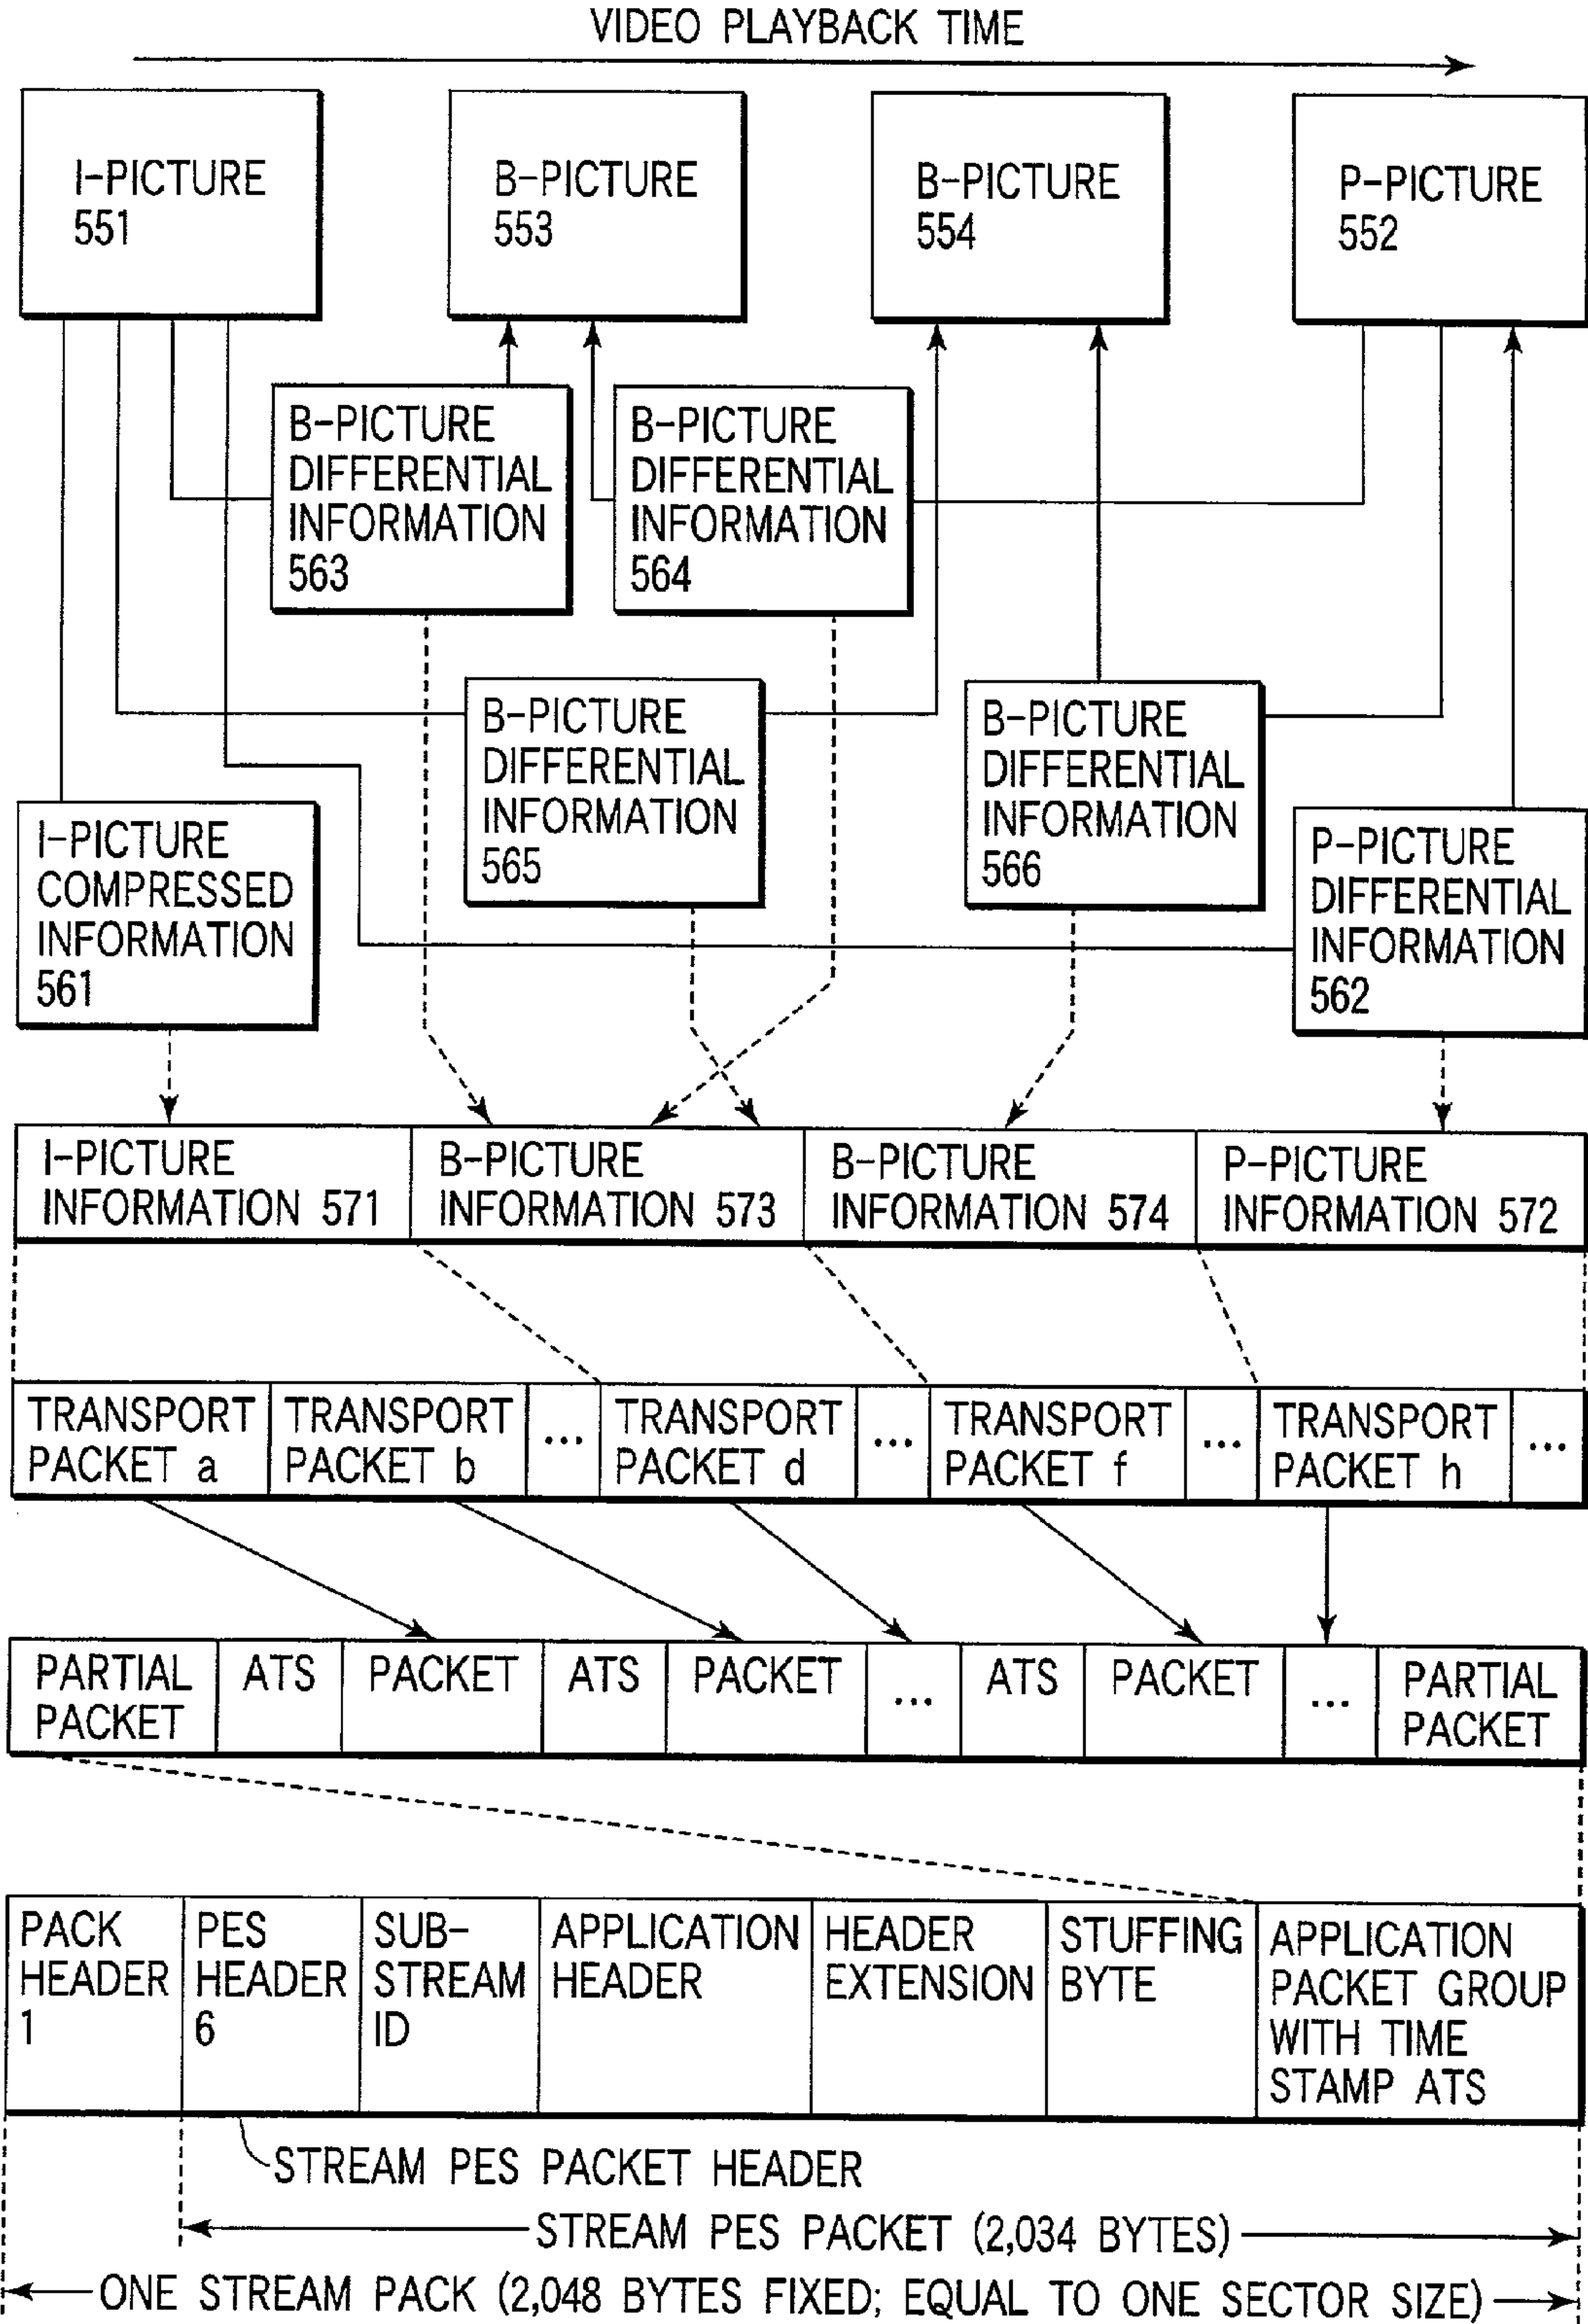 VIDEO PLAYBACK TIME
I-PICTURE
551
B-PICTURE
553
B-PICTURE
554
P-PICTURE
552
B-PICTURE
DIFFERENTIAL
INFORMATION
563
B-PICTURE
DIFFERENTIAL
INFORMATION
564
B-PICTURE
DIFFERENTIAL
INFORMATION
565
B-PICTURE
DIFFERENTIAL
INFORMATION
566
I-PICTURE
COMPRESSED
INFORMATION
561
P-PICTURE
DIFFERENTIAL
INFORMATION
562
I-PICTURE
INFORMATION 571
B-PICTURE
INFORMATION 573
B-PICTURE
INFORMATION 574
P-PICTURE
INFORMATION 572
TRANSPORT
PACKET a
TRANSPORT
PACKET b
...
TRANSPORT
PACKET d
...
TRANSPORT
PACKET f
...
TRANSPORT
PACKET h
...
PARTIAL
PACKET
ATS
PACKET
ATS
PACKET
...
ATS
PACKET
...
PARTIAL
PACKET
PACK
HEADER
1
PES
HEADER
6
SUB-
STREAM
ID
APPLICATION
HEADER
HEADER
EXTENSION
STUFFING
BYTE
APPLICATION
PACKET GROUP
WITH TIME
STAMP ATS
STREAM PES PACKET HEADER
STREAM PES PACKET (2,034 BYTES)
ONE STREAM PACK (2,048 BYTES FIXED; EQUAL TO ONE SECTOR SIZE)